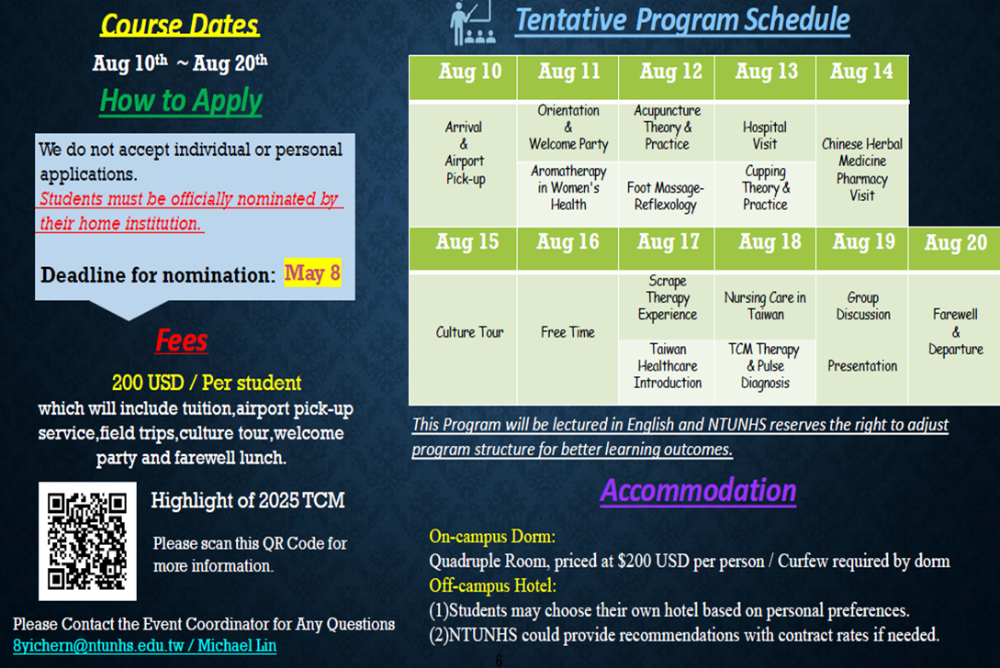 Course Dates
Aug 10th ~ Aug 20th
How to Apply
We do not accept individual or personal
applications.
Students must be officially nominated by
their home institution.
Deadline for nomination: May 8
Fees
200 USD / Per student
which will include tuition,airport pick-up
service,field trips,culture tour,welcome
party and farewell lunch.
Highlight of 2025 TCM
Please scan this QR Code for
more information.
Please Contact the Event Coordinator for Any Questions
8yichern@ntunhs.edu.tw / Michael Lin
Tentative Program Schedule
Aug 10
Aug 11
Aug 12
Aug 13
Aug 14
Arrival
&
Airport
Pick-up
Orientation
&
Welcome Party
Acupuncture
Theory &
Practice
Hospital
Visit
Chinese Herbal
Medicine
Pharmacy
Visit
Aromatherapy
in Women's
Health
Foot Massage-
Reflexology
Cupping
Theory &
Practice
Aug 15
Aug 16
Aug 17
Aug 18
Aug 19
Aug 20
Culture Tour
Free Time
Scrape
Therapy
Experience
Nursing Care in
Taiwan
Group
Discussion
Farewell
&
Departure
Taiwan
Healthcare
Introduction
TCM Therapy
& Pulse
Diagnosis
Presentation
This Program will be lectured in English and NTUNHS reserves the right to adjust
program structure for better learning outcomes.
Accommodation
On-campus Dorm:
Quadruple Room, priced at $200 USD per person / Curfew required by dorm
Off-campus Hotel:
(1)Students may choose their own hotel based on personal preferences.
(2)NTUNHS could provide recommendations with contract rates if needed.
6